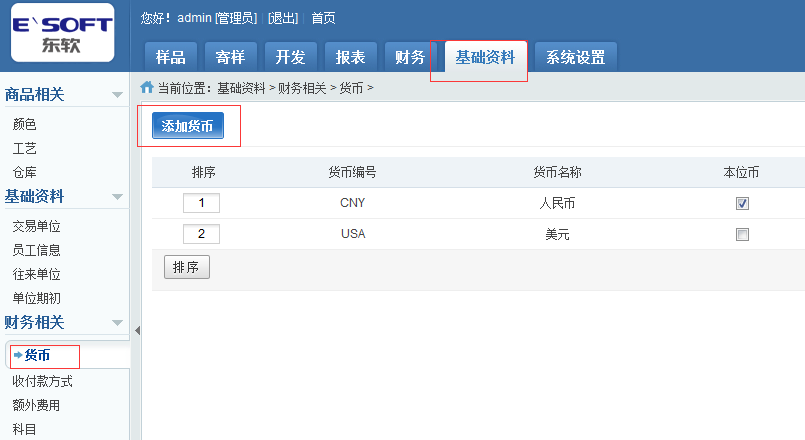 E`SOFT
东软
您好！admin [管理员] [退出] 首页
样品 寄样 开发 报表 财务 基础资料 系统设置
当前位置：基础资料 > 财务相关 > 货币 >
商品相关
颜色
工艺
仓库
基础资料
交易单位
员工信息
往来单位
单位期初
财务相关
货币
收付款方式
额外费用
科目
添加货币
排序 货币编号 货币名称 本位币
1 CNY 人民币
2 USA 美元
排序